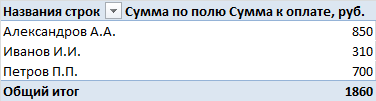 Названия строк Сумма по полю Сумма к оплате, руб.
Александров А.А. 850
Иванов И.И. 310
Петров П.П. 700
Общий итог 1860